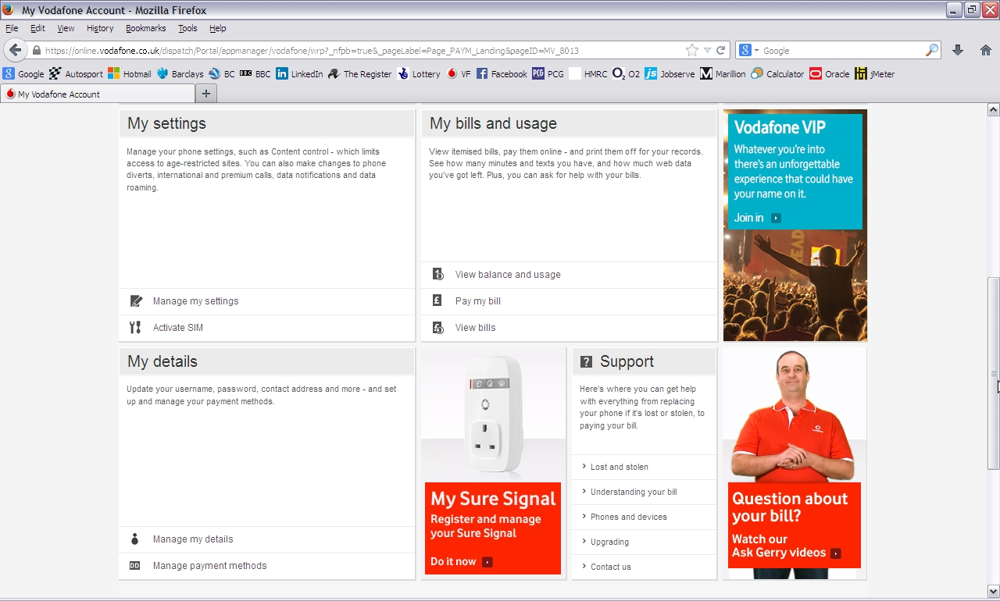 My Vodafone Account - Mozilla Firefox
File Edit View History Bookmarks Tools Help
https://online.vodafone.co.uk/dispatch/Portal/appmanager/vodafone/wrp?_nfpb=true&_pageLabel=Page_PAYM_Landing&pageID=MV_8013
Google
Google Autosport Hotmail Barclays BC BBC BBC LinkedIn The Register Lottery VF Facebook PCG PCG HMRC O2 O2 js Jobserve Marillion Calculator Oracle jMeter
My Vodafone Account
My settings
Manage your phone settings, such as Content control - which limits
access to age-restricted sites. You can also make changes to phone
diverts, international and premium calls, data notifications and data
roaming.
Manage my settings
Activate SIM
My bills and usage
View itemised bills, pay them online - and print them off for your records.
See how many minutes and texts you have, and how much web data
you've got left. Plus, you can ask for help with your bills.
View balance and usage
Pay my bill
View bills
Vodafone VIP
Whatever you're into
there's an unforgettable
experience that could have
your name on it.
Join in
My details
Update your username, password, contact address and more - and set
up and manage your payment methods.
Manage my details
DD Manage payment methods
My Sure Signal
Register and manage
your Sure Signal
Do it now
? Support
Here's where you can get help
with everything from replacing
your phone if it's lost or stolen, to
paying your bill.
Lost and stolen
Understanding your bill
Phones and devices
Upgrading
Contact us
Question about
your bill?
Watch our
Ask Gerry videos